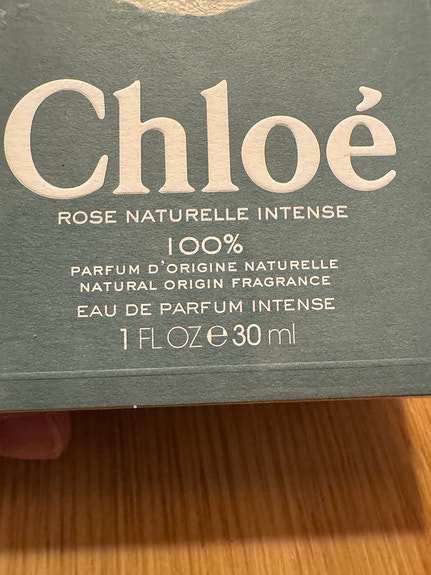 Chloé
ROSE NATURELLE INTENSE
100%
PARFUM D'ORIGINE NATURELLE
NATURAL ORIGIN FRAGRANCE
EAU DE PARFUM INTENSE
1 FL OZ e 30 ml